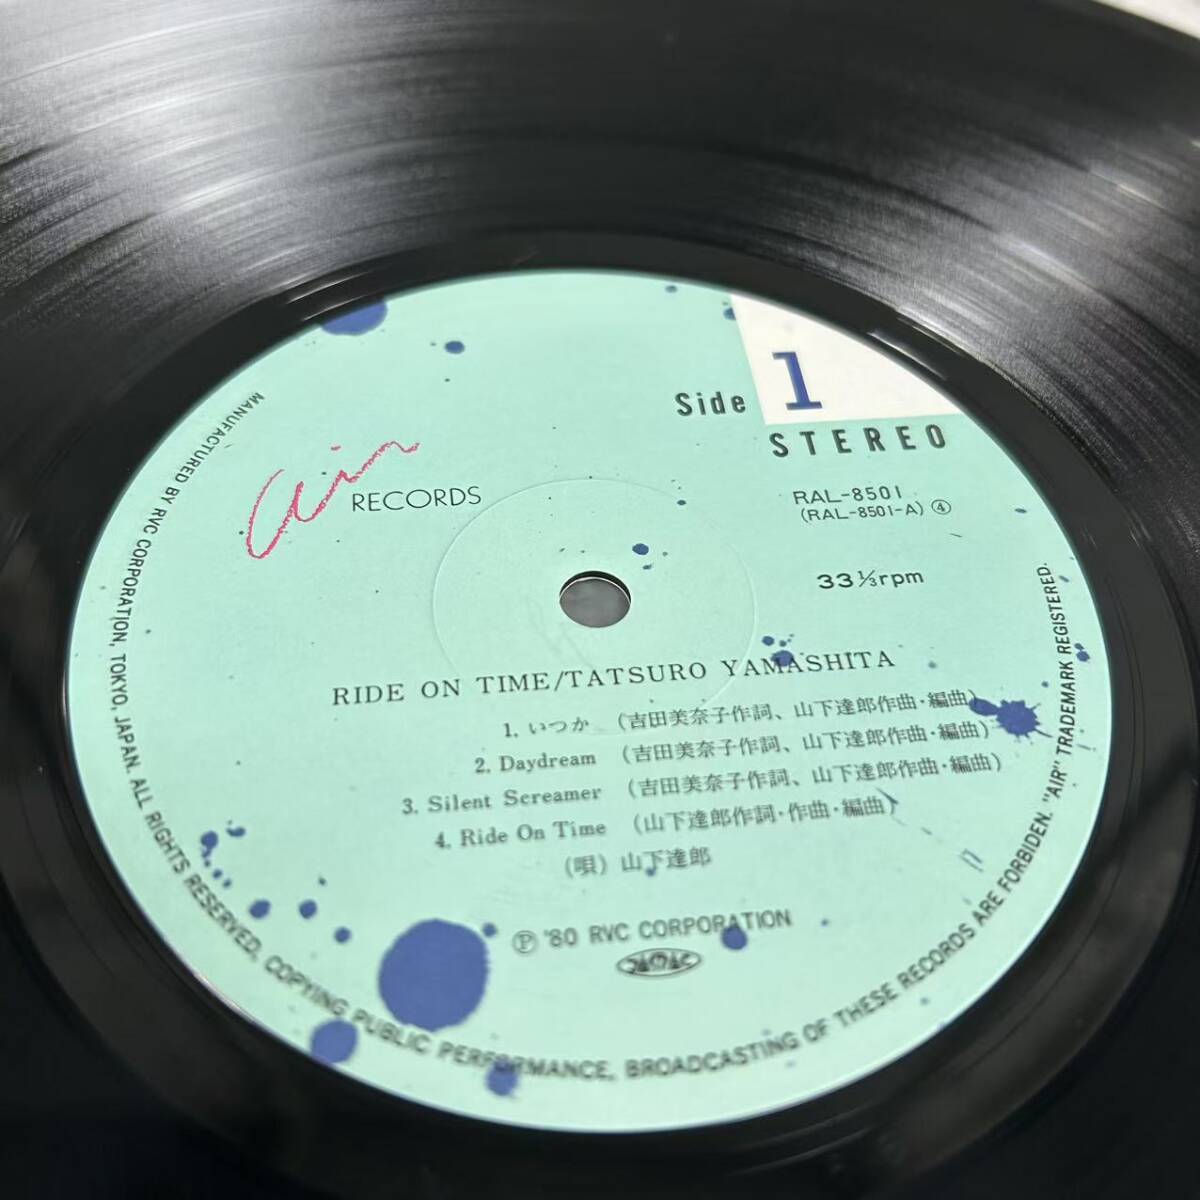 air RECORDS
Side 1
STEREO
RAL-8501
(RAL-8501-A) ④
33⅓rpm
RIDE ON TIME/TATSURO YAMASHITA
1. いつか (吉田美奈子作詞、山下達郎作曲・編曲)
2. Daydream (吉田美奈子作詞、山下達郎作曲・編曲)
3. Silent Screamer (吉田美奈子作詞、山下達郎作曲・編曲)
4. Ride On Time (山下達郎作詞・作曲・編曲)
(唄) 山下達郎
Ⓟ '80 RVC CORPORATION
MANUFACTURED BY RVC CORPORATION, TOKYO, JAPAN. ALL RIGHTS RESERVED, COPYING PUBLIC PERFORMANCE, BROADCASTING OF THESE RECORDS ARE FORBIDEN. "AIR" TRADEMARK REGISTERED.